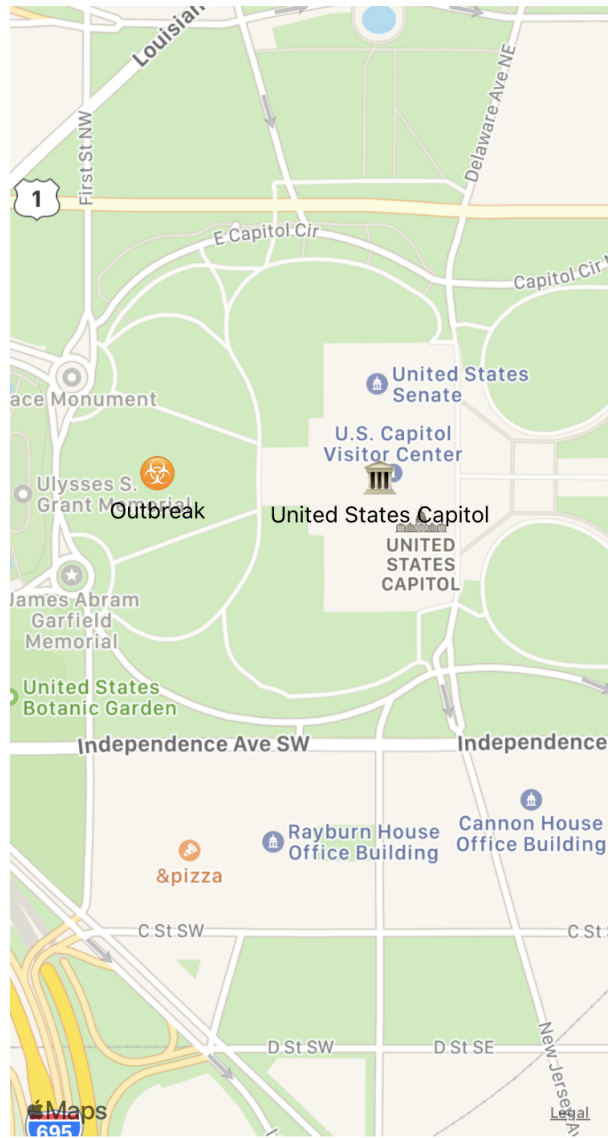 Louisian
Delaware Ave NE
First St NW
1
E Capitol Cir
Capitol Cir N
United States
Senate
ace Monument
U.S. Capitol
Visitor Center
Ulysses S.
Grant Memorial
Outbreak
United States Capitol
UNITED
STATES
CAPITOL
James Abram
Garfield
Memorial
United States
Botanic Garden
Independence Ave SW
Independence
Cannon House
Office Building
Rayburn House
Office Building
&pizza
C St SW
C St S
D St SW
D St SE
New Jersey Av
Maps
Legal
695
I